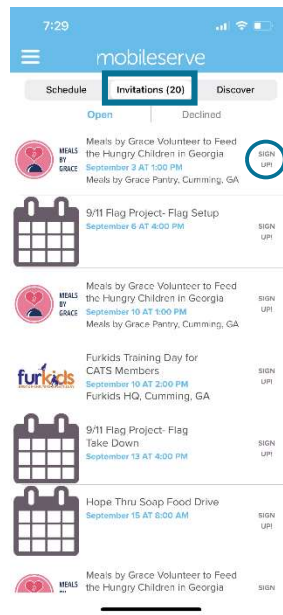 7:29
mobileserve
Schedule Invitations (20) Discover
Open Declined
MEALS BY GRACE
Meals by Grace Volunteer to Feed
the Hungry Children in Georgia
September 3 AT 1:00 PM
Meals by Grace Pantry, Cumming, GA
SIGN
UP!
9/11 Flag Project- Flag Setup
September 6 AT 4:00 PM
SIGN
UP!
MEALS BY GRACE
Meals by Grace Volunteer to Feed
the Hungry Children in Georgia
September 10 AT 1:00 PM
Meals by Grace Pantry, Cumming, GA
SIGN
UP!
furkids
Furkids Training Day for
CATS Members
September 10 AT 2:00 PM
Furkids HQ, Cumming, GA
SIGN
UP!
9/11 Flag Project- Flag
Take Down
September 13 AT 4:00 PM
SIGN
UP!
Hope Thru Soap Food Drive
September 15 AT 8:00 AM
SIGN
UP!
MEALS
Meals by Grace Volunteer to Feed
the Hungry Children in Georgia
SIGN